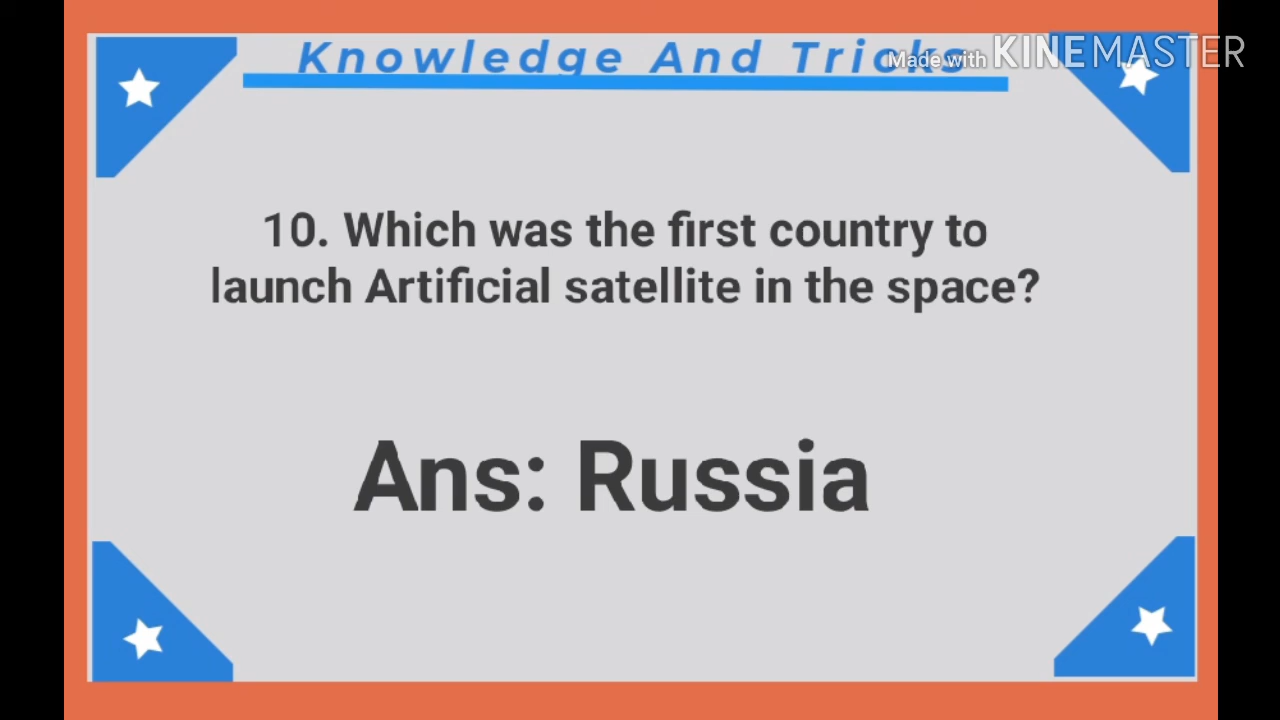 Knowledge And Tricks
Made with KINEMASTER
10. Which was the first country to
launch Artificial satellite in the space?
Ans: Russia